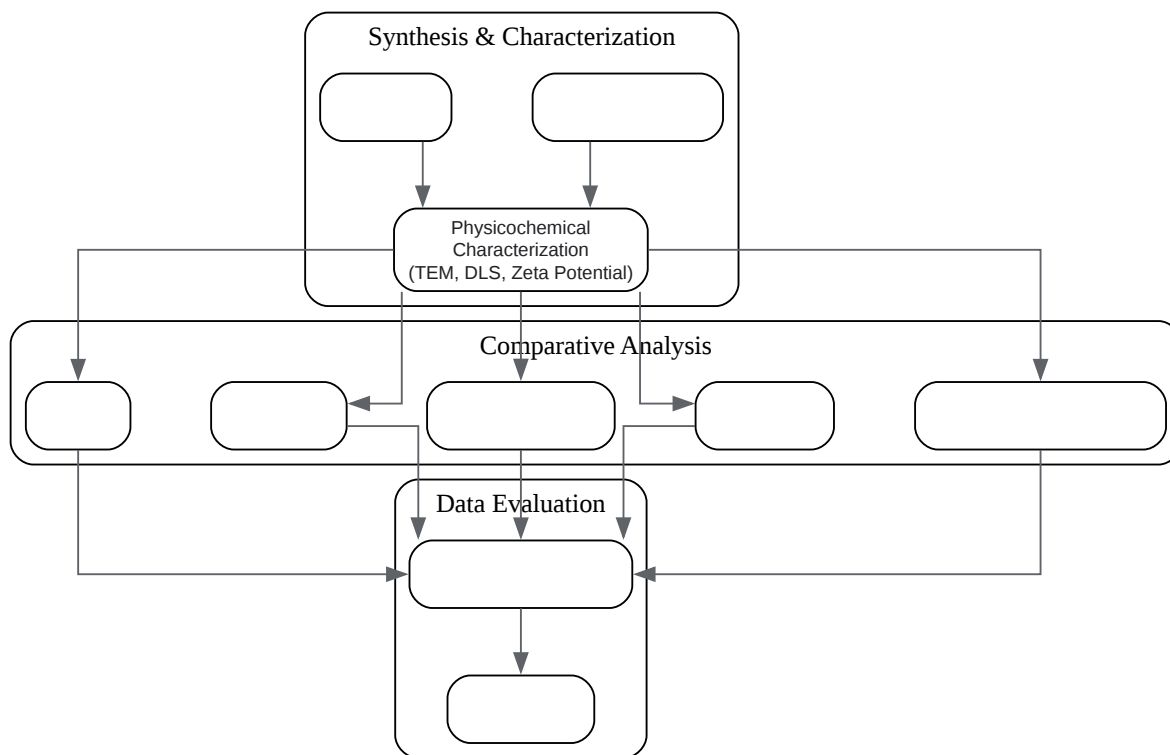 Synthesis & Characterization
Physicochemical
Characterization
(TEM, DLS, Zeta Potential)
Comparative Analysis
Data Evaluation